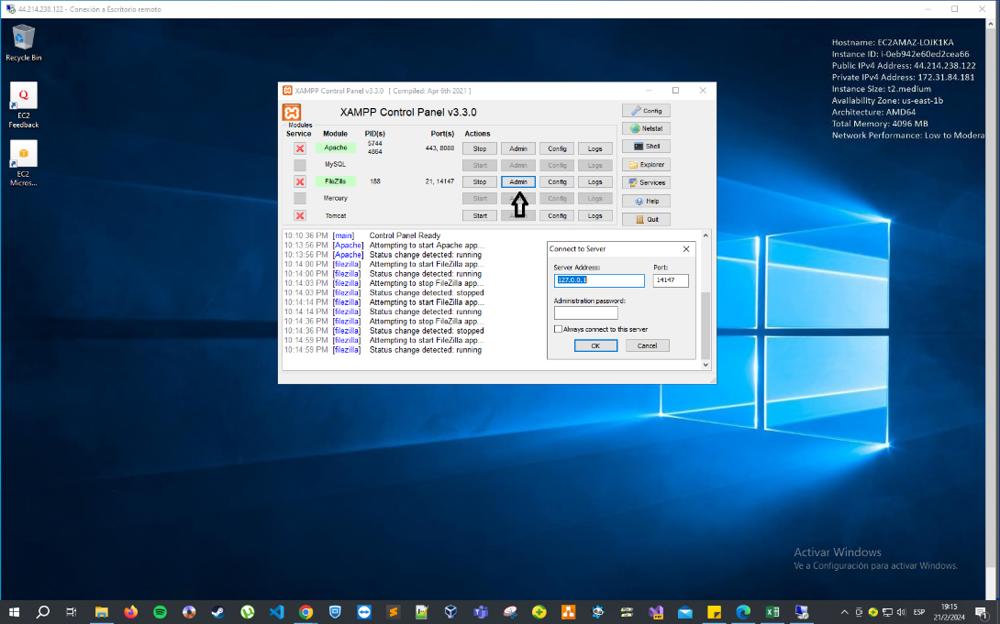 44.214.238.122 - Conexión a Escritorio remoto
Recycle Bin
EC2
Feedback
EC2
Micros...
Hostname: EC2AMAZ-LOJK1KA
Instance ID: i-0eb942e60ed2cea66
Public IPv4 Address: 44.214.238.122
Private IPv4 Address: 172.31.84.181
Instance Size: t2.medium
Availability Zone: us-east-1b
Architecture: AMD64
Total Memory: 4096 MB
Network Performance: Low to Modera
XAMPP Control Panel v3.3.0 [ Compiled: Apr 6th 2021 ]
XAMPP Control Panel v3.3.0
Modules
Service Module PID(s) Port(s) Actions
Apache 5744 4864 443, 8088 Stop Admin Config Logs
MySQL Start Admin Config Logs
FileZilla 188 21, 14147 Stop Admin Config Logs
Mercury Start Config Logs
Tomcat Start Config Logs
Config
Netstat
Shell
Explorer
Services
Help
Quit
10:10:36 PM [main] Control Panel Ready
10:13:56 PM [Apache] Attempting to start Apache app...
10:13:56 PM [Apache] Status change detected: running
10:14:00 PM [filezilla] Attempting to start FileZilla app...
10:14:00 PM [filezilla] Status change detected: running
10:14:03 PM [filezilla] Attempting to stop FileZilla app...
10:14:03 PM [filezilla] Status change detected: stopped
10:14:14 PM [filezilla] Attempting to start FileZilla app...
10:14:14 PM [filezilla] Status change detected: running
10:14:36 PM [filezilla] Attempting to stop FileZilla app...
10:14:36 PM [filezilla] Status change detected: stopped
10:14:59 PM [filezilla] Attempting to start FileZilla app...
10:14:59 PM [filezilla] Status change detected: running
Connect to Server
Server Address: Port:
127.0.0.1 14147
Administration password:
Always connect to this server
OK Cancel
Activar Windows
Ve a Configuración para activar Windows.
ESP
19:15
21/2/2024
1